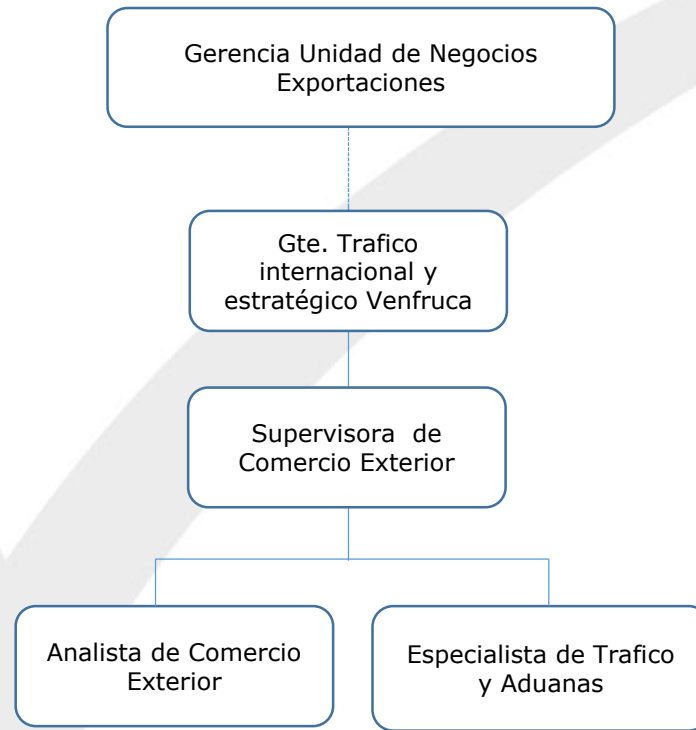 Gerencia Unidad de Negocios
Exportaciones
Gte. Trafico
internacional y
estratégico Venfruca
Supervisora  de
Comercio Exterior
Analista de Comercio
Exterior
Especialista de Trafico
y Aduanas